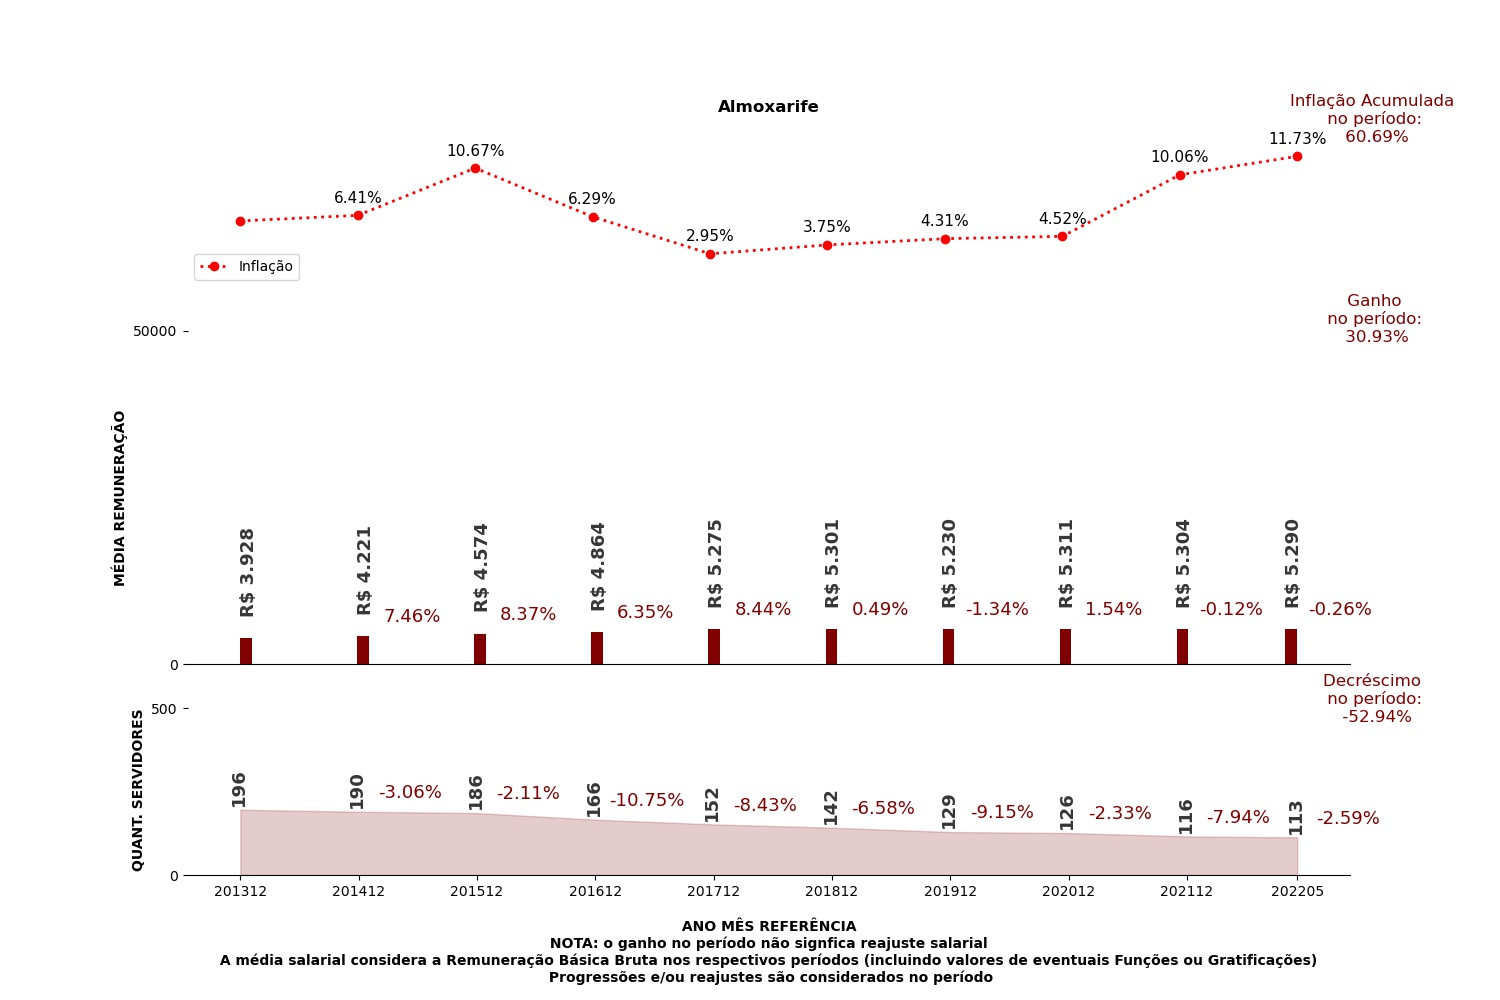 Almoxarife
Inflação Acumulada
no período:
60.69%
6.41%
10.67%
6.29%
2.95%
3.75%
4.31%
4.52%
10.06%
11.73%
Inflação
Ganho
no período:
30.93%
50000
0
MÉDIA REMUNERAÇÃO
R$ 3.928
R$ 4.221
R$ 4.574
R$ 4.864
R$ 5.275
R$ 5.301
R$ 5.230
R$ 5.311
R$ 5.304
R$ 5.290
7.46%
8.37%
6.35%
8.44%
0.49%
-1.34%
1.54%
-0.12%
-0.26%
Decréscimo
no período:
-52.94%
500
0
QUANT. SERVIDORES
196
190
186
166
152
142
129
126
116
113
-3.06%
-2.11%
-10.75%
-8.43%
-6.58%
-9.15%
-2.33%
-7.94%
-2.59%
201312
201412
201512
201612
201712
201812
201912
202012
202112
202205
ANO MÊS REFERÊNCIA
NOTA: o ganho no período não signfica reajuste salarial
A média salarial considera a Remuneração Básica Bruta nos respectivos períodos (incluindo valores de eventuais Funções ou Gratificações)
Progressões e/ou reajustes são considerados no período